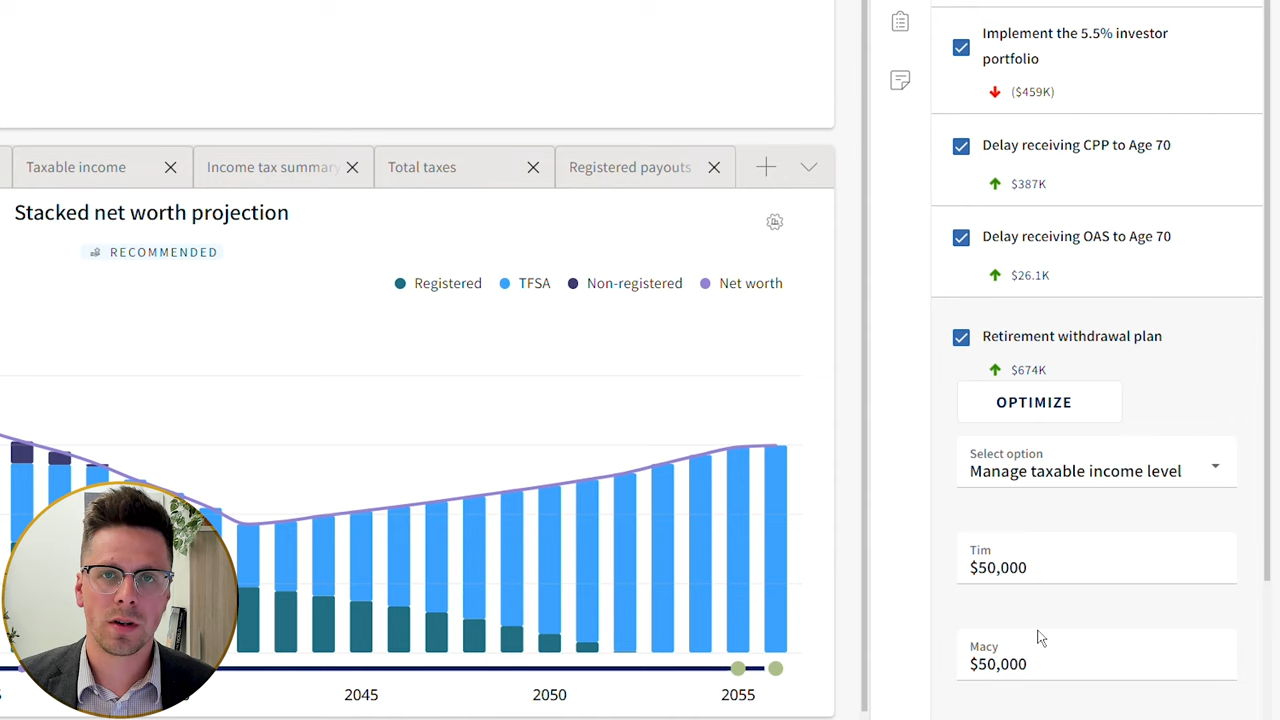 Taxable income
Income tax summary
Total taxes
Registered payouts
Stacked net worth projection
RECOMMENDED
Registered
TFSA
Non-registered
Net worth
2045
2050
2055
Implement the 5.5% investor
portfolio
($459K)
Delay receiving CPP to Age 70
$387K
Delay receiving OAS to Age 70
$26.1K
Retirement withdrawal plan
$674K
OPTIMIZE
Select option
Manage taxable income level
Tim
$50,000
Macy
$50,000